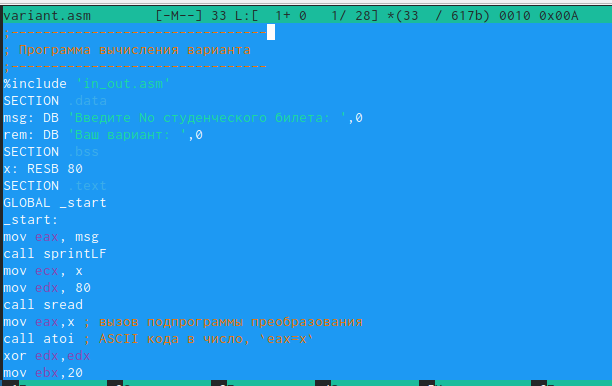 variant.asm [-M--] 33 L:[ 1+ 0 1/ 28] *(33 / 617b) 0010 0x00A
;--------------------------------
; Программа вычисления варианта
;--------------------------------
%include 'in_out.asm'
SECTION .data
msg: DB 'Введите No студенческого билета: ',0
rem: DB 'Ваш вариант: ',0
SECTION .bss
x: RESB 80
SECTION .text
GLOBAL _start
_start:
mov eax, msg
call sprintLF
mov ecx, x
mov edx, 80
call sread
mov eax,x ; вызов подпрограммы преобразования
call atoi ; ASCII кода в число, `eax=x`
xor edx,edx
mov ebx,20